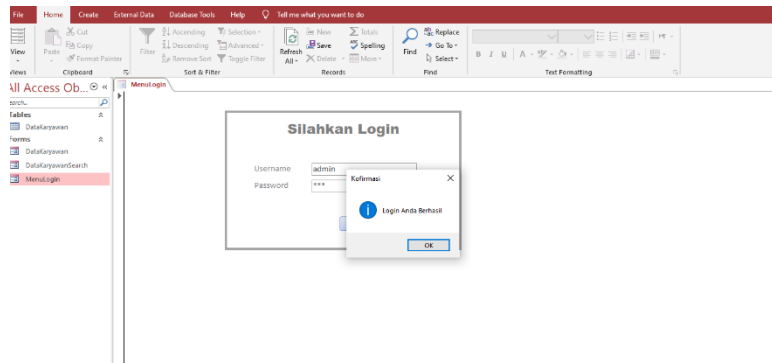 File Home Create External Data Database Tools Help Tell me what you want to do
View
Views
Paste
Cut
Copy
Format Painter
Clipboard
Filter
Ascending
Descending
Remove Sort
Selection
Advanced
Toggle Filter
Sort & Filter
Refresh
All
New
Save
Delete
Totals
Spelling
More
Records
Find
Replace
Go To
Select
Find
B I U A
Text Formatting
All Access Ob...
Search..
Tables
DataKaryawan
Forms
DataKaryawan
DataKaryawanSearch
MenuLogin
MenuLogin
Silahkan Login
Username admin
Password ***
Kofirmasi
Login Anda Berhasil
OK